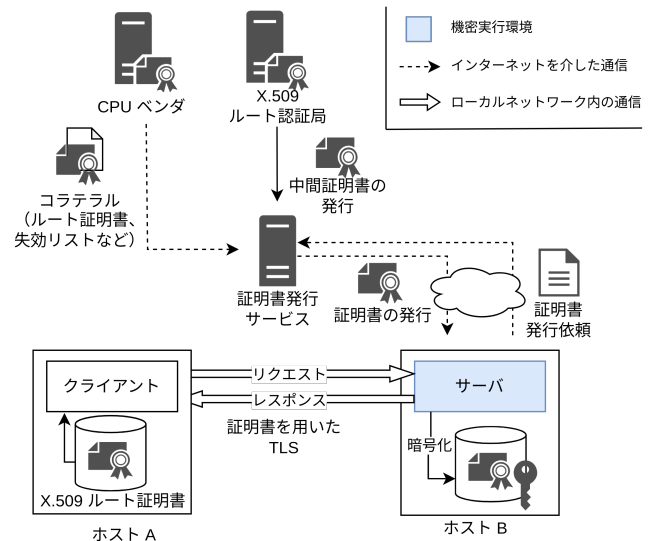 CPU ベンダ
X.509
ルート認証局
機密実行環境
インターネットを介した通信
ローカルネットワーク内の通信
コラテラル
（ルート証明書、
失効リストなど）
中間証明書の
発行
証明書発行
サービス
証明書の発行
証明書
発行依頼
クライアント
リクエスト
レスポンス
サーバ
証明書を用いた
TLS
暗号化
X.509 ルート証明書
ホスト A
ホスト B